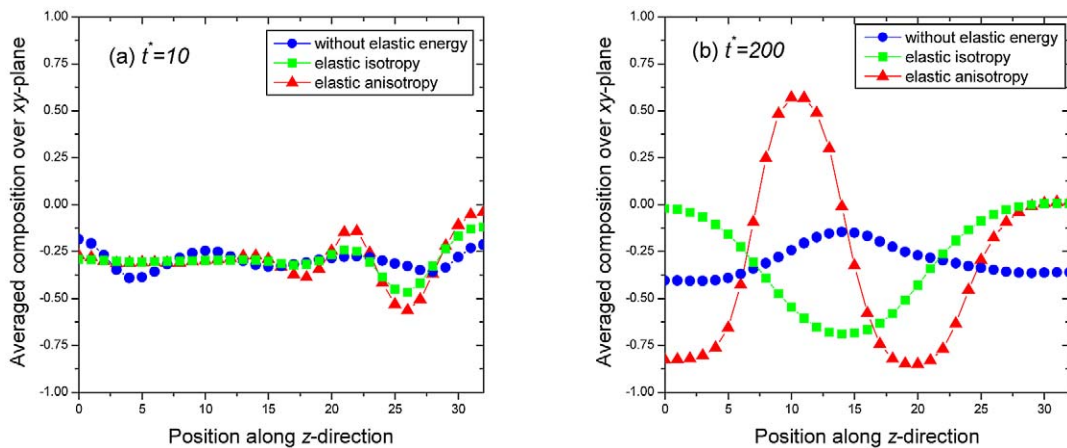 (a) t*=10
without elastic energy
elastic isotropy
elastic anisotropy
Averaged composition over xy-plane
1.00
0.75
0.50
0.25
0.00
-0.25
-0.50
-0.75
-1.00
0 5 10 15 20 25 30
Position along z-direction
(b) t*=200
without elastic energy
elastic isotropy
elastic anisotropy
Averaged composition over xy-plane
1.00
0.75
0.50
0.25
0.00
-0.25
-0.50
-0.75
-1.00
0 5 10 15 20 25 30
Position along z-direction